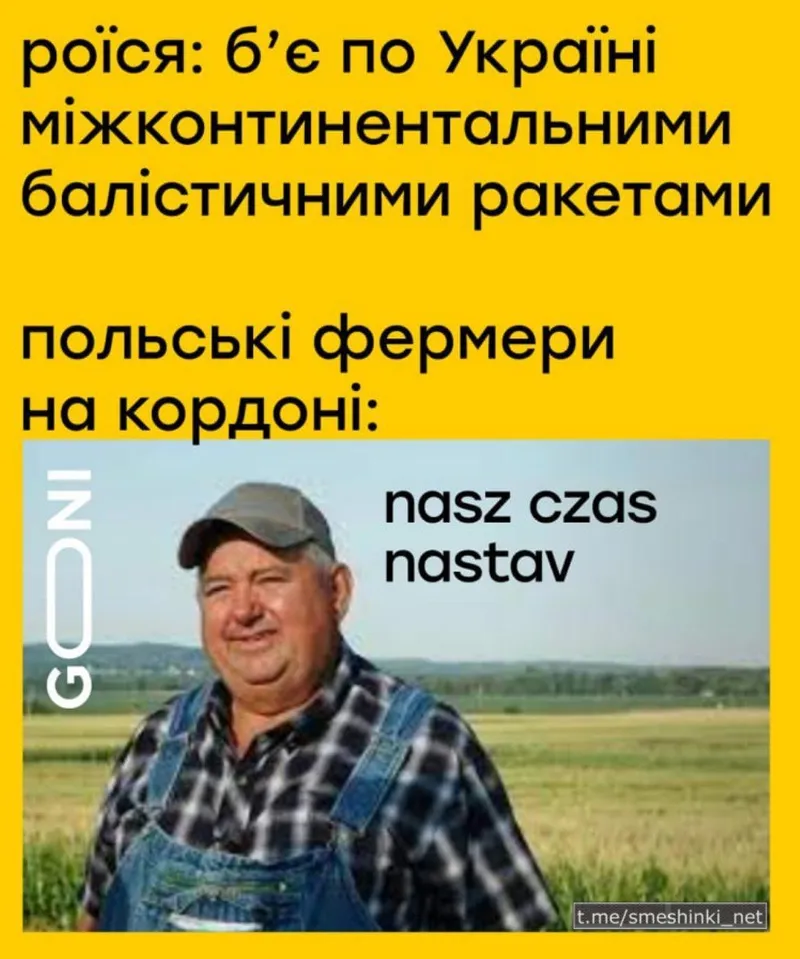 роїся: б’є по Україні
міжконтинентальними
балістичними ракетами
польські фермери
на кордоні:
GONI
nasz czas
nastav
t.me/smeshinki_net